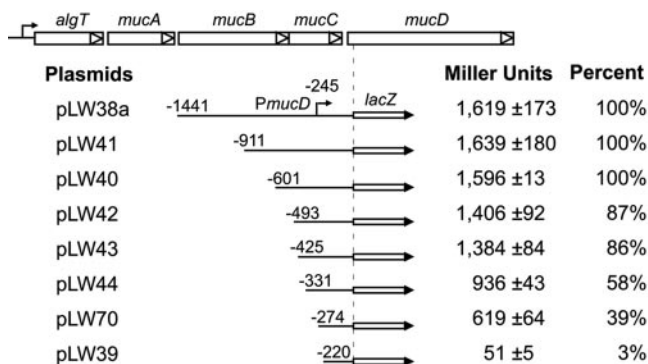 algT mucA mucB mucC mucD
Plasmids Miller Units Percent
-245
pLW38a -1441 PmucD lacZ 1,619 ±173 100%
pLW41 -911 1,639 ±180 100%
pLW40 -601 1,596 ±13 100%
pLW42 -493 1,406 ±92 87%
pLW43 -425 1,384 ±84 86%
pLW44 -331 936 ±43 58%
pLW70 -274 619 ±64 39%
pLW39 -220 51 ±5 3%